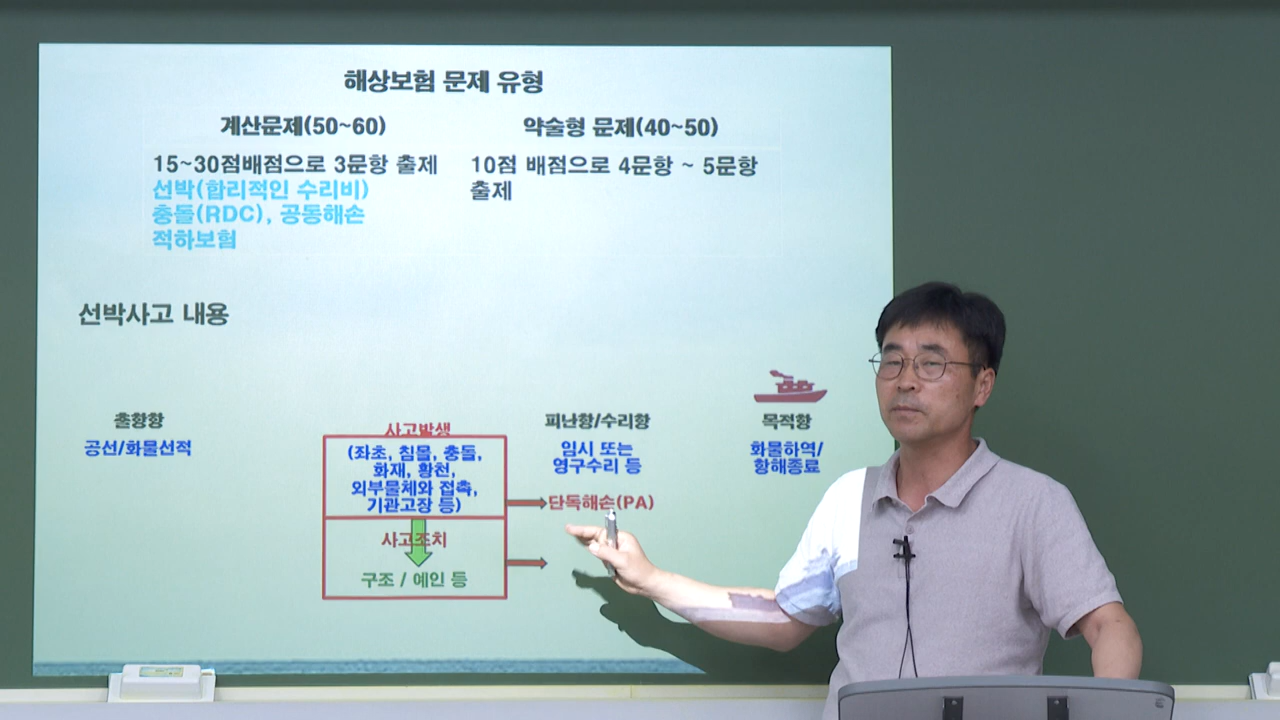 해상보험 문제 유형
계산문제(50~60)
약술형 문제(40~50)
15~30점배점으로 3문항 출제
선박(합리적인 수리비)
충돌(RDC), 공동해손
적하보험
10점 배점으로 4문항 ~ 5문항
출제
선박사고 내용
출항항
공선/화물선적
사고발생
(좌초, 침몰, 충돌,
화재, 황천,
외부물체와 접촉,
기관고장 등)
사고조치
구조 / 예인 등
피난항/수리항
임시 또는
영구수리 등
단독해손(PA)
목적항
화물하역/
항해종료